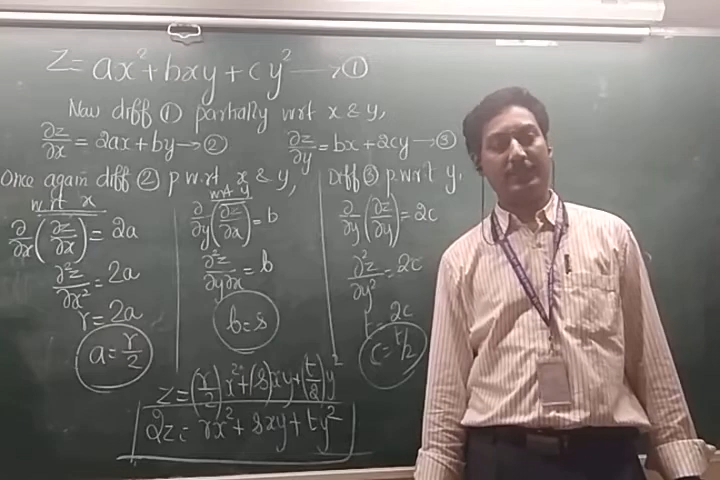 Z = ax² + bxy + cy² → ①
Now diff ① partially wrt x & y,
∂z/∂x = 2ax + by → ② ∂z/∂y = bx + 2cy → ③
Once again diff ② p.w.r.t. x & y, Diff ③ p.w.r.t y.
wrt x
∂/∂x (∂z/∂x) = 2a
∂²z/∂x² = 2a
r = 2a
a = r/2
wrt y
∂/∂y (∂z/∂x) = b
∂²z/∂y∂x = b
b = s
∂/∂y (∂z/∂y) = 2c
∂²z/∂y² = 2c
t = 2c
c = t/2
z = (r/2) x² + (s)xy + (t/2) y²
2z = rx² + sxy + ty²